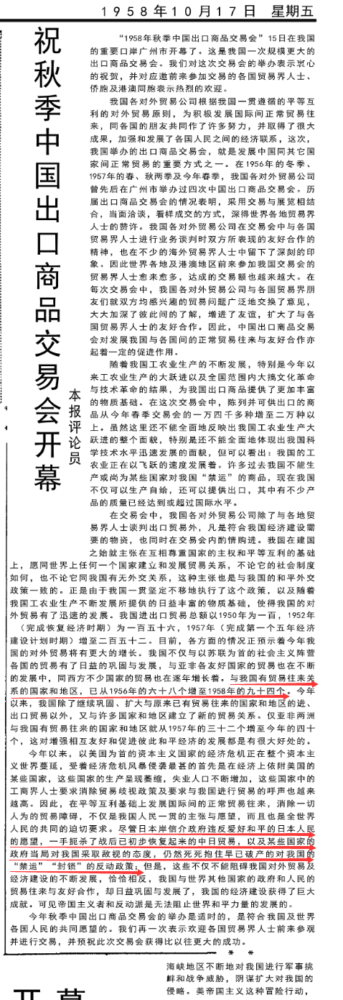 1958年10月17日 星期五
祝秋季中国出口商品交易会开幕
本报评论员
“1958年秋季中国出口商品交易会”15日在我国
的重要口岸广州市开幕了。这是我国一次规模更大的
出口商品交易会。我们对这次交易会的举办表示衷心
的祝贺，并对应邀前来参加交易的各国贸易界人士、
侨胞及港澳同胞表示热烈的欢迎。
我国各对外贸易公司根据我国一贯遵循的平等互
利的对外贸易原则，为积极发展国际间正常贸易往
来，同各国的朋友共同作了许多努力，并取得了很大
成果，加强和发展了各国人民之间的经济联系，这次，
我国举办的出口商品交易会，就是发展中国同其它国
家间正常贸易的重要方式之一。在1956年的冬季、
1957年的春、秋两季及今年春季，我国各对外贸易公司
曾先后在广州市举办过四次中国出口商品交易会。历
届出口商品交易会的情况表明，采用交易与展览相结
合，当面洽谈，看样成交的方式，深得世界各地贸易界
人士的赞许。我国各对外贸易公司在交易会中与各国
贸易界人士进行业务谈判时双方所表现的友好合作的
精神，也在不少的海外贸易界人士中留下了深刻的印
象。因此世界各地及港澳地区前来参加我国交易会的
贸易界人士愈来愈多，达成的交易额也越来越大。在
每次交易会中，我国各对外贸易公司与各国贸易界朋
友们就双方均感兴趣的贸易问题广泛地交换了意见，
大大加深了彼此间的了解，增进了友谊，扩大了与各
国贸易界人士的友好合作。因此，中国出口商品交易
会对发展我国与各国间的正常贸易往来与友好合作亦
起着一定的促进作用。
随着我国工农业生产的不断发展，特别是今年以
来工农业生产的大跃进以及全国范围内大搞文化革命
与技术革命的结果，为我国出口商品提供了更加丰富
的物质基础。在这次交易会中，陈列并可供出口的商
品从今年春季交易会的一万四千多种增至二万种以
上。虽然这里还不能全面地反映出我国工农业生产大
跃进的整个面貌，特别是还不能全面地体现出我国科
学技术水平迅速发展的面貌，但可以看出：我国的工
农业正在以飞跃的速度发展着。许多过去我国不能生
产或尚为某些国家对我国“禁运”的商品，现在我国
不仅可以生产自给，还可以提供出口，其中有不少产
品的质量已经达到或超过国际水平。
在交易会中，我国各对外贸易公司除了与各地贸
易界人士谈判出口贸易外，凡是符合我国经济建设需
要的物资，也同时在交易会内酌情购进。我国在建国
之始就主张在互相尊重国家的主权和平等互利的基础
上，愿同世界上任何一个国家建立和发展贸易关系，不论它的社会制度
如何，也不论它同我国有无外交关系，这种主张也是与我国的和平外交
政策一致的。正是由于我国一贯坚定不移地执行了这个政策，以及随着
我国工农业生产不断发展所提供的日益丰富的物质基础，使得我国的对
外贸易有了迅速的发展。我国进出口贸易总额以1950年为一百，1952年
（完成恢复经济时期）为一百五十六，1957年（完成第一个五年经济
建设计划时期）增至二百五十二。目前，各方面的情况正预示着今年我
国的对外贸易将有更大的增长。我国不仅与以苏联为首的社会主义阵营
各国的贸易有了日益的巩固与发展，与亚非各友好国家的贸易也在不断
的发展中，同西方不少国家的贸易也在逐年增长着。与我国有贸易往来关
系的国家和地区，已从1956年的六十八个增至1958年的九十四个。今年
以来，我国除了继续巩固、扩大与原来已有贸易往来的国家和地区的进、
出口贸易以外，又与许多国家和地区建立了新的贸易关系。仅亚非两洲
与我国有贸易往来的国家和地区就从1957年的三十二个增至今年的四十
个，这对增强相互友好和促进彼此和平经济的发展都是有很大好处的。
今年以来，以美国为首的资本主义国家的经济危机正在整个资本主
义世界蔓延，受着经济危机风暴侵袭最甚的首先是在经济上依附美国的
某些国家，这些国家的生产呈现萎缩，失业人口不断增加，这些国家中的
工商界人士要求消除贸易歧视政策及要求与我国进行贸易的呼声也越来
越高。因此，在平等互利基础上发展国际间的正常贸易往来，消除一切
人为的贸易障碍，不仅是我国人民一贯的主张与愿望，而且也是全世界
人民的共同的迫切要求。尽管日本岸信介政府违反爱好和平的日本人民
的愿望，一手扼杀了战后已初步恢复起来的中日贸易，以及某些国家的
政府当局对我国采取敌视的态度，仍然死死抱住早已破产的对我国的
“禁运”“封锁”的反动政策；但是，这些不仅不能阻碍我国对外贸易及
经济建设的不断发展，恰恰相反，我国与世界其他国家的政府和人民的
贸易往来与友好合作，却日益巩固与发展了，我国的经济建设获得了巨大
成就。可见帝国主义者和反动派是无法阻止世界和平力量的发展的。
今年秋季中国出口商品交易会的举办是适时的，是符合我国及世界
各国人民的共同愿望的。我们再一次表示欢迎各国贸易界人士前来参观
并进行交易，并预祝此次交易会获得比以往更大的成功。
海峡地区不断地对我国进行军事挑
衅和战争威胁，阴谋扩大对我国的
侵略。美帝国主义这种冒险行动，
开幕